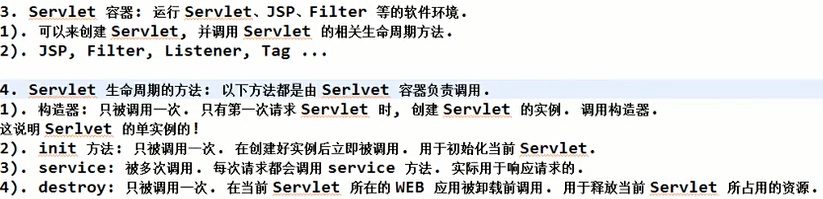 3. Servlet 容器: 运行 Servlet、JSP、Filter 等的软件环境.
1). 可以来创建 Servlet, 并调用 Servlet 的相关生命周期方法.
2). JSP, Filter, Listener, Tag ...
4. Servlet 生命周期的方法: 以下方法都是由 Serlvet 容器负责调用.
1). 构造器: 只被调用一次. 只有第一次请求 Servlet 时, 创建 Servlet 的实例. 调用构造器.
这说明 Serlvet 的单实例的!
2). init 方法: 只被调用一次. 在创建好实例后立即被调用. 用于初始化当前 Servlet.
3). service: 被多次调用. 每次请求都会调用 service 方法. 实际用于响应请求的.
4). destroy: 只被调用一次. 在当前 Servlet 所在的 WEB 应用被卸载前调用. 用于释放当前 Servlet 所占用的资源.